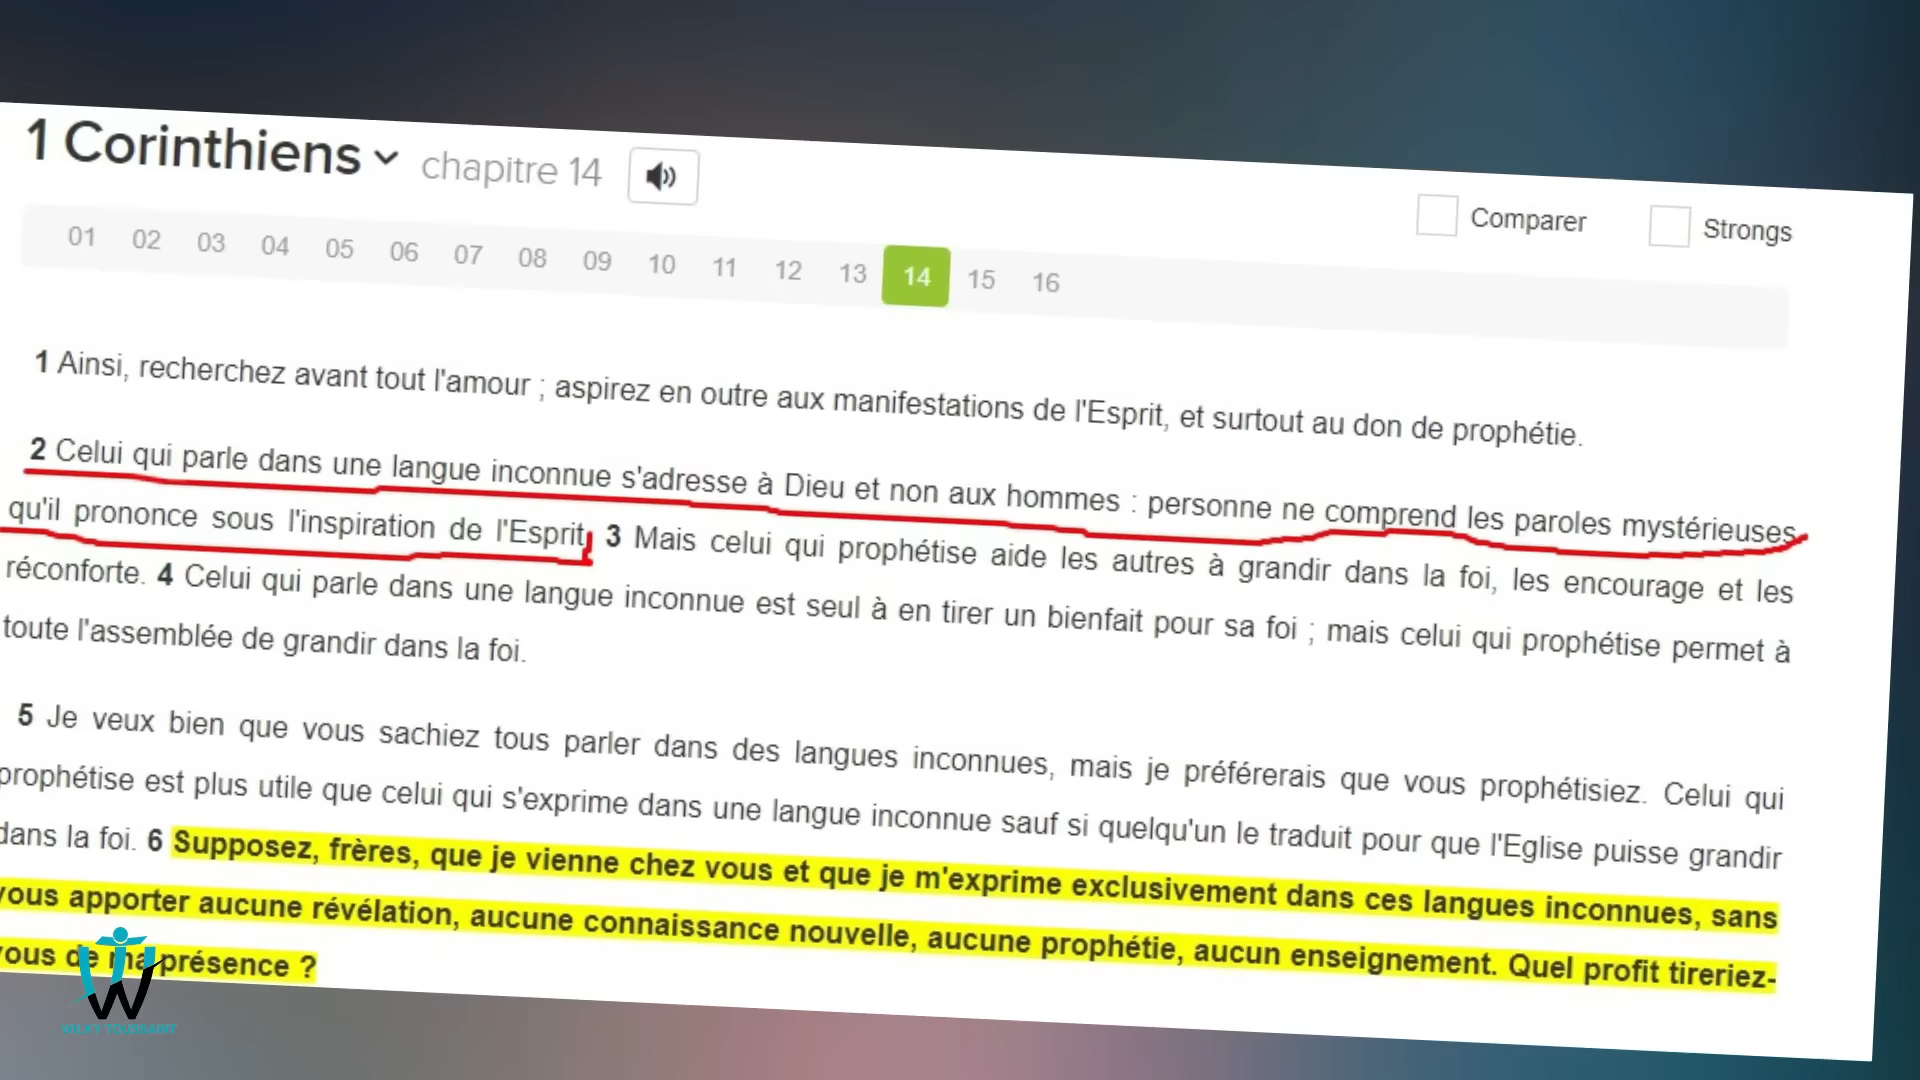 1 Corinthiens chapitre 14
Comparer Strongs
01 02 03 04 05 06 07 08 09 10 11 12 13 14 15 16
1 Ainsi, recherchez avant tout l'amour ; aspirez en outre aux manifestations de l'Esprit, et surtout au don de prophétie.
2 Celui qui parle dans une langue inconnue s'adresse à Dieu et non aux hommes : personne ne comprend les paroles mystérieuses
qu'il prononce sous l'inspiration de l'Esprit. 3 Mais celui qui prophétise aide les autres à grandir dans la foi, les encourage et les
réconforte. 4 Celui qui parle dans une langue inconnue est seul à en tirer un bienfait pour sa foi ; mais celui qui prophétise permet à
toute l'assemblée de grandir dans la foi.
5 Je veux bien que vous sachiez tous parler dans des langues inconnues, mais je préférerais que vous prophétisiez. Celui qui
prophétise est plus utile que celui qui s'exprime dans une langue inconnue sauf si quelqu'un le traduit pour que l'Eglise puisse grandir
dans la foi. 6 Supposez, frères, que je vienne chez vous et que je m'exprime exclusivement dans ces langues inconnues, sans
vous apporter aucune révélation, aucune connaissance nouvelle, aucune prophétie, aucun enseignement. Quel profit tireriez-
vous de ma présence ?